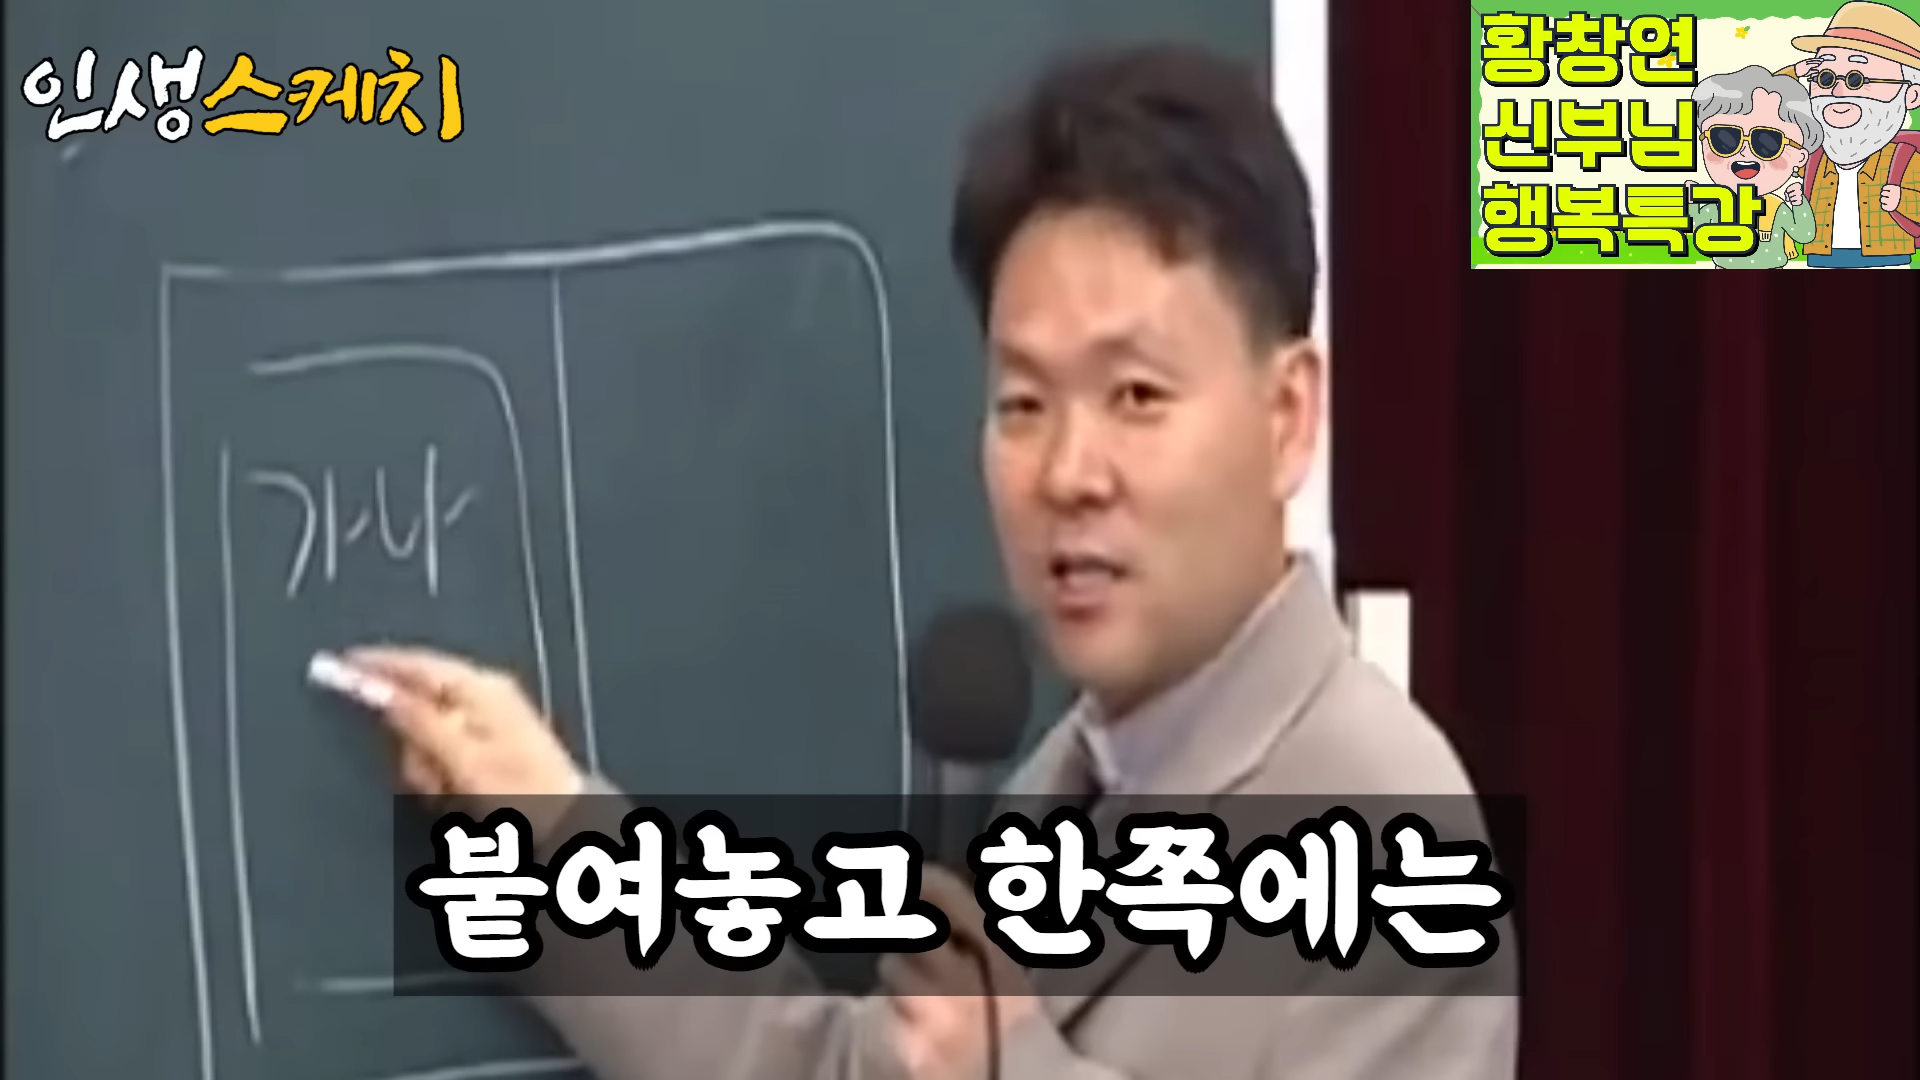 인생스케치
황창연
신부님
행복특강
가나
붙여놓고 한쪽에는